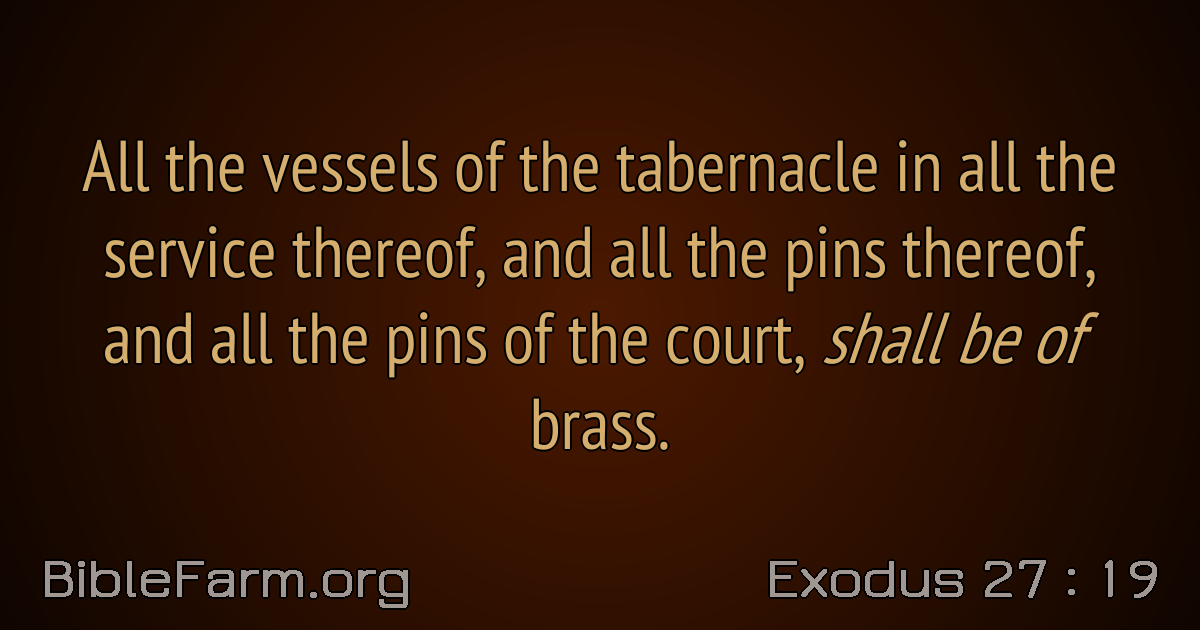 All the vessels of the tabernacle in all the
service thereof, and all the pins thereof,
and all the pins of the court, shall be of
brass.
BibleFarm.org
Exodus 27 : 19